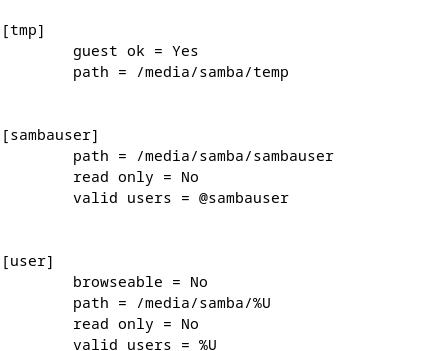 [tmp]
guest ok = Yes
path = /media/samba/temp
[sambauser]
path = /media/samba/sambauser
read only = No
valid users = @sambauser
[user]
browseable = No
path = /media/samba/%U
read only = No
valid users = %U